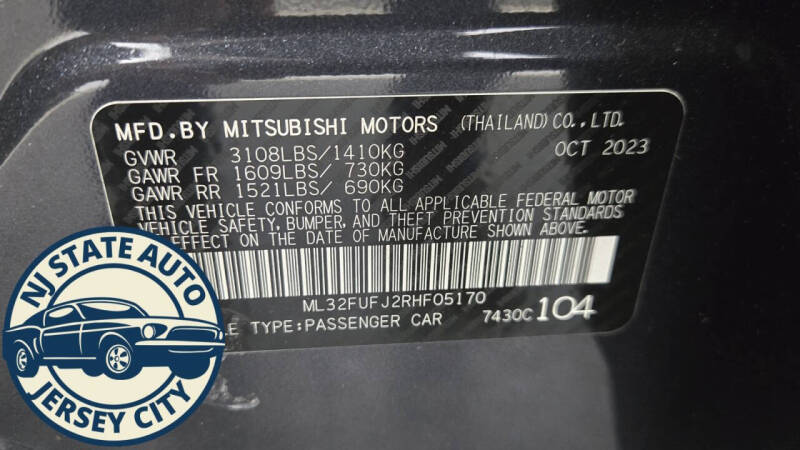 MFD.BY MITSUBISHI MOTORS (THAILAND)CO.,LTD.
GVWR 3108LBS/1410KG OCT 2023
GAWR FR 1609LBS/ 730KG
GAWR RR 1521LBS/ 690KG
THIS VEHICLE CONFORMS TO ALL APPLICABLE FEDERAL MOTOR
VEHICLE SAFETY, BUMPER, AND THEFT PREVENTION STANDARDS
EFFECT ON THE DATE OF MANUFACTURE SHOWN ABOVE.
ML32FUFJ2RHF05170
TYPE:PASSENGER CAR 7430C 104
NJ STATE AUTO
JERSEY CITY